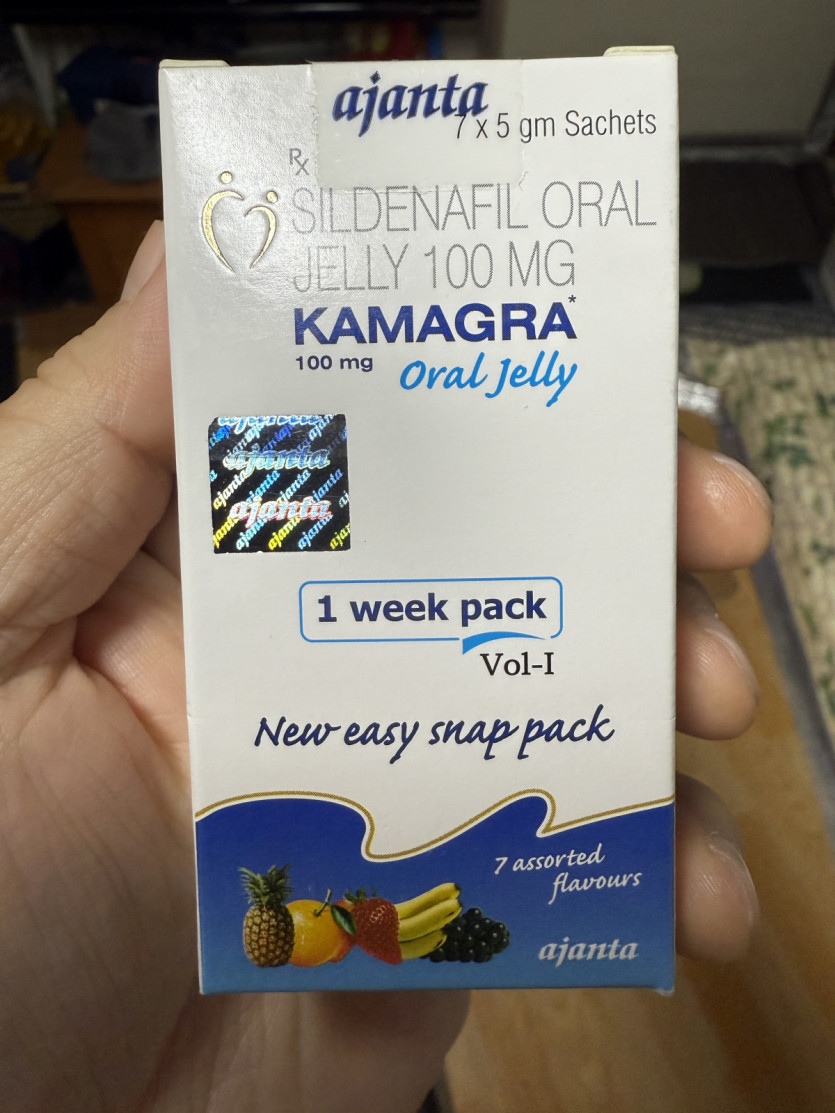 ajanta
7 x 5 gm Sachets
Rx
SILDENAFIL ORAL
JELLY 100 MG
KAMAGRA*
100 mg
Oral Jelly
ajanta
ajanta
1 week pack
Vol-I
New easy snap pack
7 assorted
flavours
ajanta